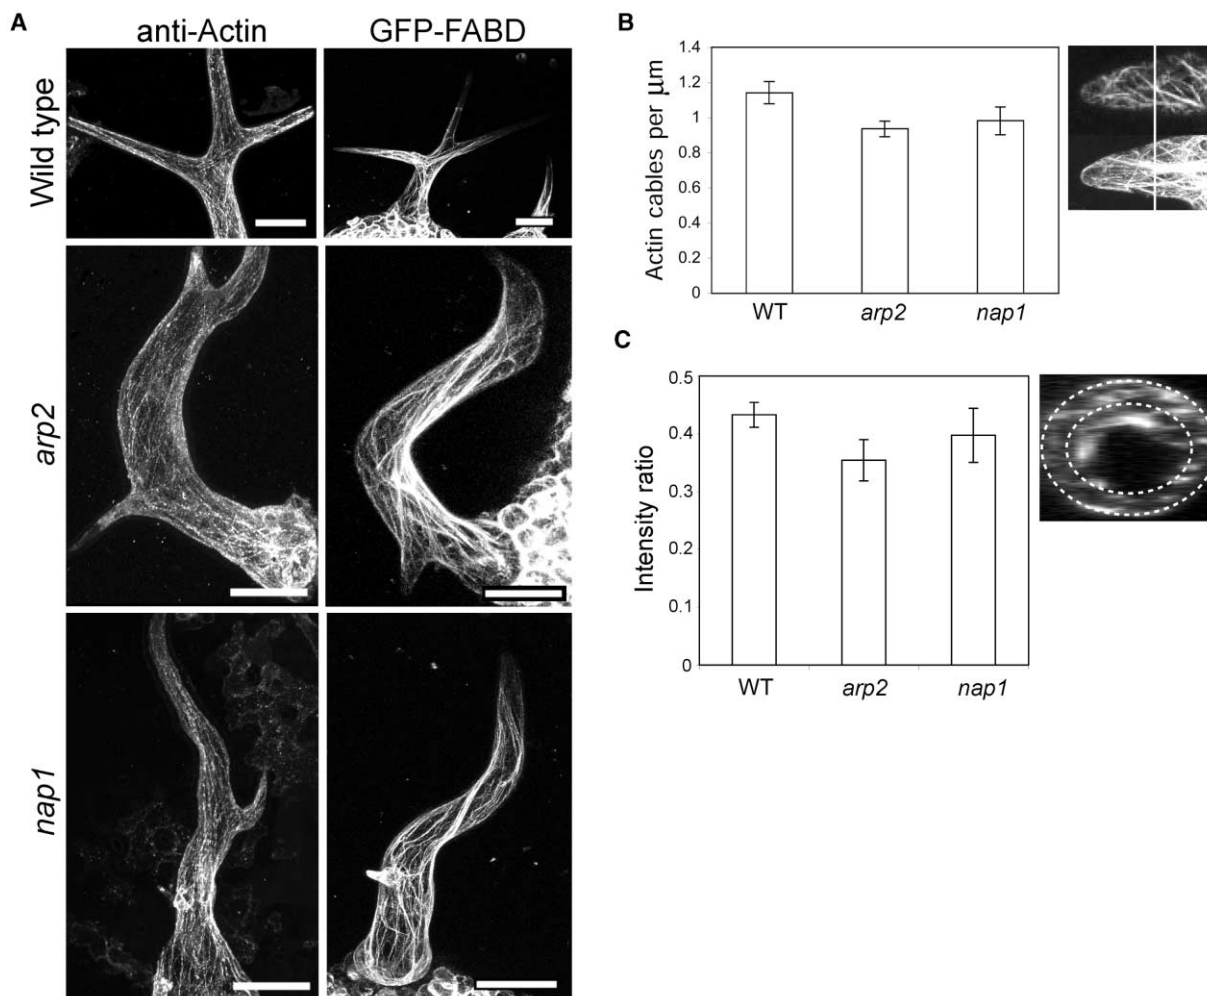 A
anti-Actin
GFP-FABD
Wild type
arp2
nap1
B
Actin cables per μm
1.4
1.2
1
0.8
0.6
0.4
0.2
0
WT
arp2
nap1
C
Intensity ratio
0.5
0.4
0.3
0.2
0.1
0
WT
arp2
nap1